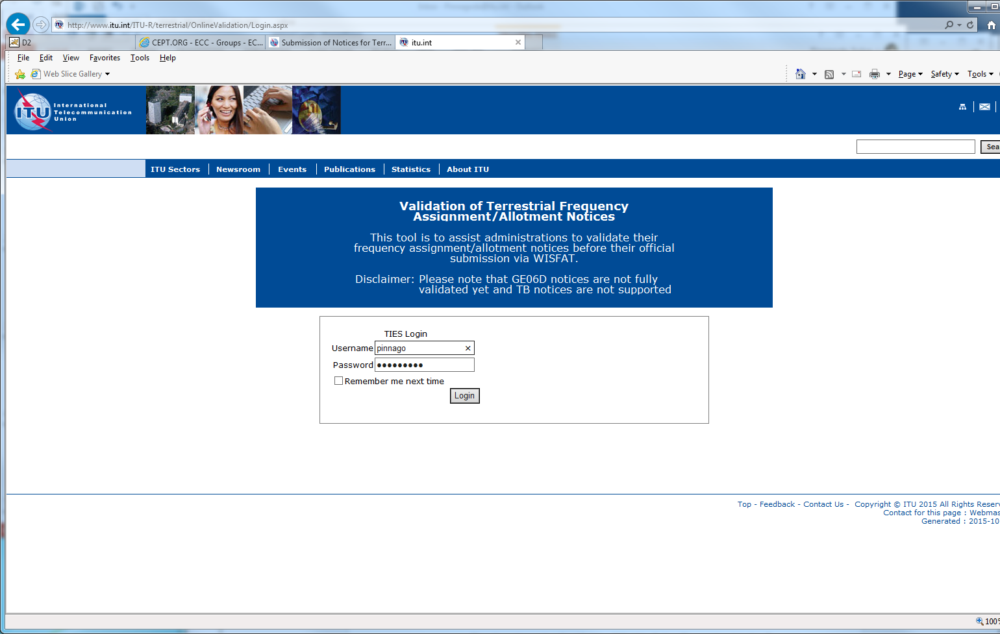 http://www.itu.int/ITU-R/terrestrial/OnlineValidation/Login.aspx
D2
CEPT.ORG - ECC - Groups - EC...
Submission of Notices for Terr...
itu.int
File Edit View Favorites Tools Help
Web Slice Gallery
Page Safety Tools
ITU
International
Telecommunication
Union
Sea
ITU Sectors Newsroom Events Publications Statistics About ITU
Validation of Terrestrial Frequency
Assignment/Allotment Notices
This tool is to assist administrations to validate their
frequency assignment/allotment notices before their official
submission via WISFAT.
Disclaimer: Please note that GE06D notices are not fully
validated yet and TB notices are not supported
TIES Login
Username pinnago
Password
Remember me next time
Login
Top - Feedback - Contact Us - Copyright © ITU 2015 All Rights Reserv
Contact for this page : Webmas
Generated : 2015-10
100%